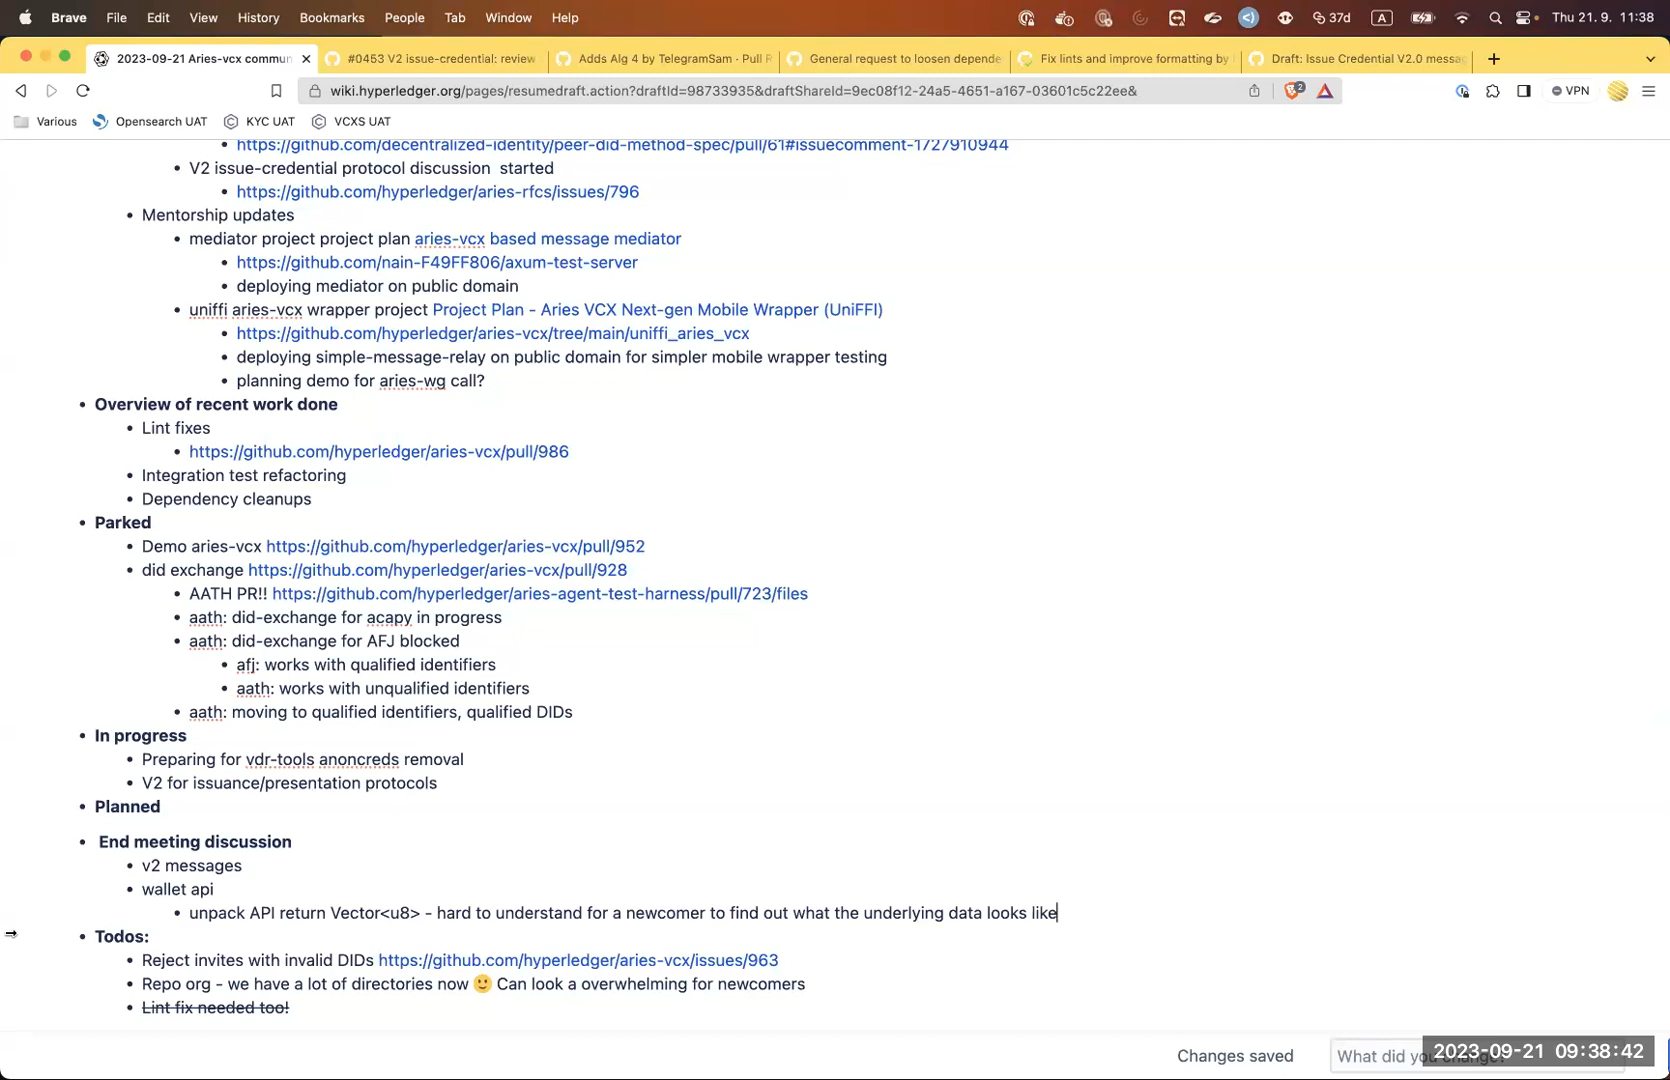 Brave File Edit View History Bookmarks People Tab Window Help 37d A Thu 21. 9. 11:38
2023-09-21 Aries-vcx commun #0453 V2 issue-credential: review Adds Alg 4 by TelegramSam · Pull R General request to loosen depende Fix lints and improve formatting by Draft: Issue Credential V2.0 messa
wiki.hyperledger.org/pages/resumedraft.action?draftId=98733935&draftShareId=9ec08f12-24a5-4651-a167-03601c5c22ee& 2 VPN
Various Opensearch UAT KYC UAT VCXS UAT
https://github.com/decentralized-identity/peer-did-method-spec/pull/61#issuecomment-1727910944
V2 issue-credential protocol discussion started
https://github.com/hyperledger/aries-rfcs/issues/796
Mentorship updates
mediator project project plan aries-vcx based message mediator
https://github.com/nain-F49FF806/axum-test-server
deploying mediator on public domain
uniffi aries-vcx wrapper project Project Plan - Aries VCX Next-gen Mobile Wrapper (UniFFI)
https://github.com/hyperledger/aries-vcx/tree/main/uniffi_aries_vcx
deploying simple-message-relay on public domain for simpler mobile wrapper testing
planning demo for aries-wg call?
Overview of recent work done
Lint fixes
https://github.com/hyperledger/aries-vcx/pull/986
Integration test refactoring
Dependency cleanups
Parked
Demo aries-vcx https://github.com/hyperledger/aries-vcx/pull/952
did exchange https://github.com/hyperledger/aries-vcx/pull/928
AATH PR!! https://github.com/hyperledger/aries-agent-test-harness/pull/723/files
aath: did-exchange for acapy in progress
aath: did-exchange for AFJ blocked
afj: works with qualified identifiers
aath: works with unqualified identifiers
aath: moving to qualified identifiers, qualified DIDs
In progress
Preparing for vdr-tools anoncreds removal
V2 for issuance/presentation protocols
Planned
End meeting discussion
v2 messages
wallet api
unpack API return Vector<u8> - hard to understand for a newcomer to find out what the underlying data looks like
Todos:
Reject invites with invalid DIDs https://github.com/hyperledger/aries-vcx/issues/963
Repo org - we have a lot of directories now 🙂 Can look a overwhelming for newcomers
Lint fix needed too!
Changes saved What did you 2023-09-21 09:38:42